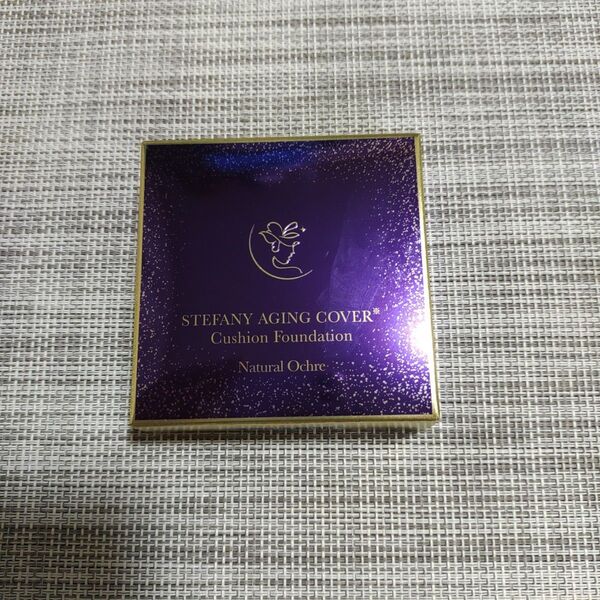 STEFANY AGING COVER※
Cushion Foundation
Natural Ochre